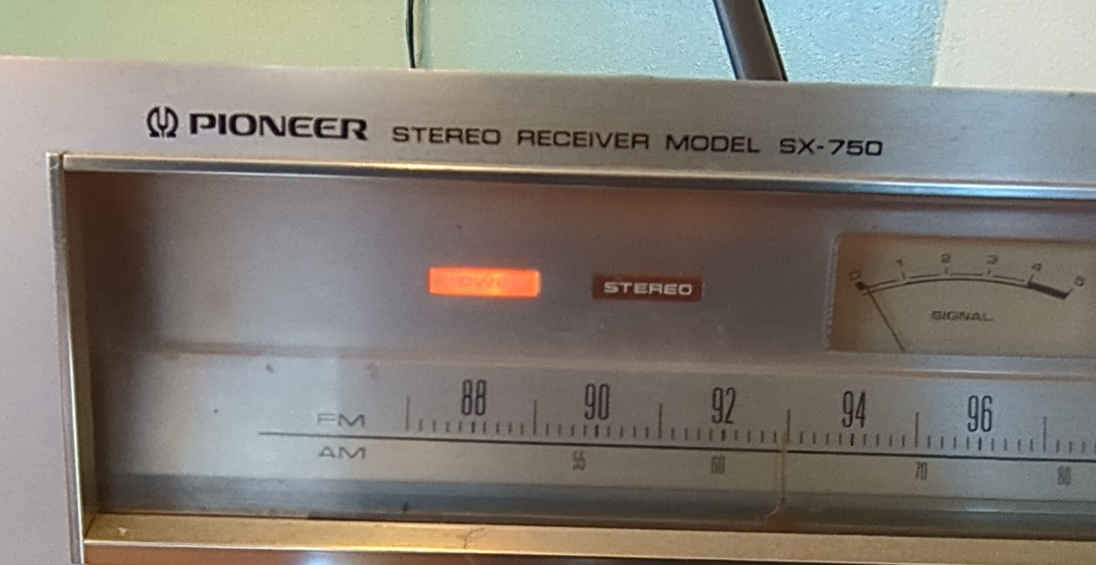 PIONEER STEREO RECEIVER MODEL SX-750
STEREO
0 1 2 3 4 5
SIGNAL
FM 88 90 92 94 96
AM 55 60 70 80